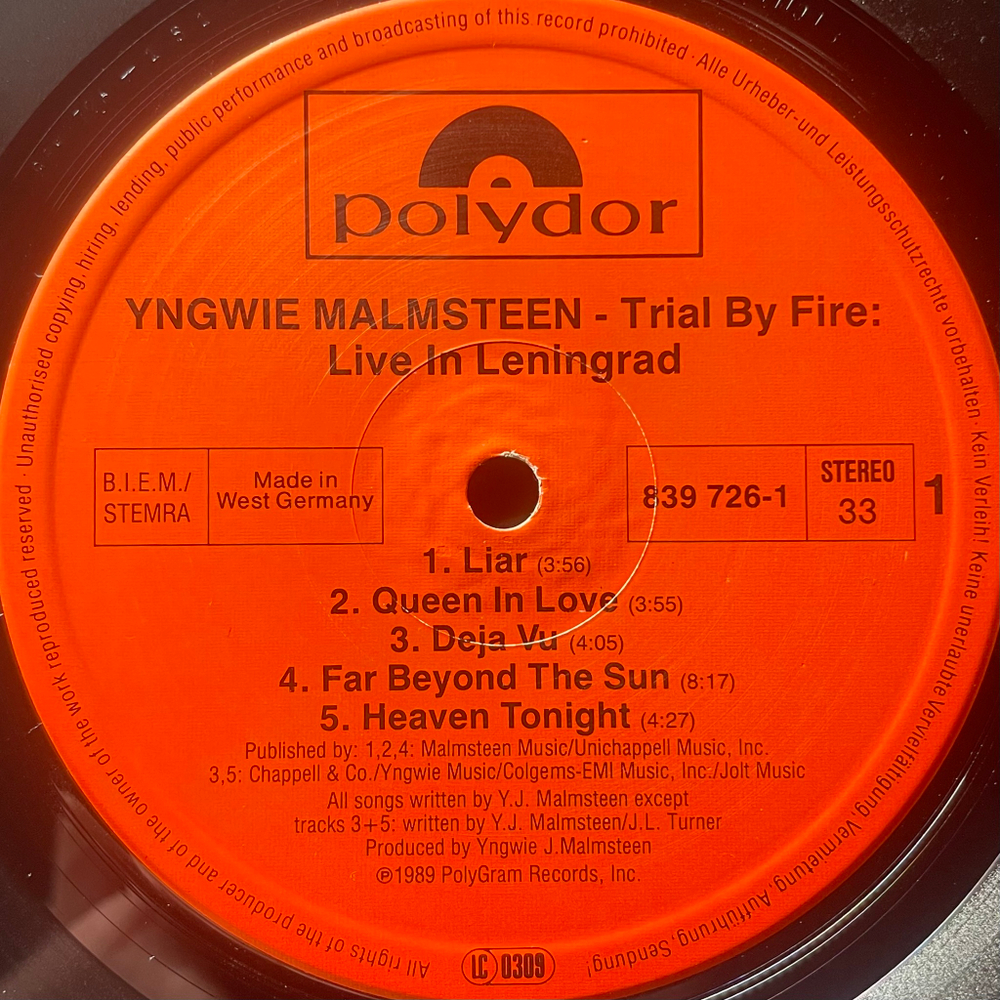 polydor
YNGWIE MALMSTEEN - Trial By Fire:
Live In Leningrad
B.I.E.M./
STEMRA
Made in
West Germany
839 726-1
STEREO
33
1
1. Liar (3:56)
2. Queen In Love (3:55)
3. Deja Vu (4:05)
4. Far Beyond The Sun (8:17)
5. Heaven Tonight (4:27)
Published by: 1,2,4: Malmsteen Music/Unichappell Music, Inc.
3,5: Chappell & Co./Yngwie Music/Colgems-EMI Music, Inc./Jolt Music
All songs written by Y.J. Malmsteen except
tracks 3+5: written by Y.J. Malmsteen/J.L. Turner
Produced by Yngwie J.Malmsteen
℗1989 PolyGram Records, Inc.
LC 0309
All rights of the producer and of the owner of the work reproduced reserved · Unauthorised copying, hiring, lending, public performance and broadcasting of this record prohibited · Alle Urheber-und Leistungsschutzrechte vorbehalten · Kein Verleih! Keine unerlaubte Vervielfältigung, Vermietung, Aufführung, Sendung!